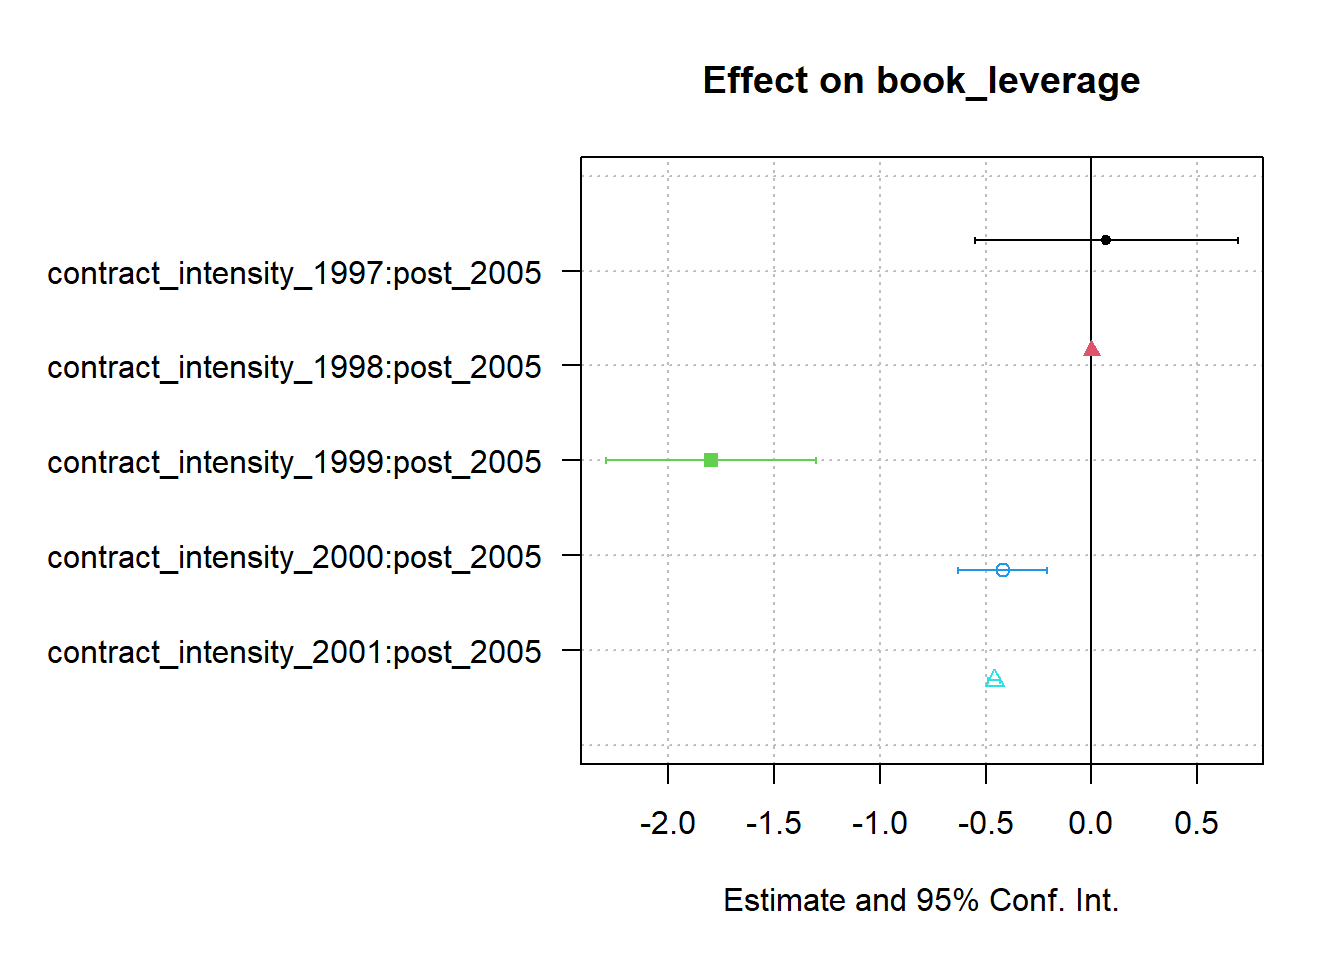 Effect on book_leverage
contract_intensity_1997:post_2005
contract_intensity_1998:post_2005
contract_intensity_1999:post_2005
contract_intensity_2000:post_2005
contract_intensity_2001:post_2005
-2.0 -1.5 -1.0 -0.5 0.0 0.5
Estimate and 95% Conf. Int.